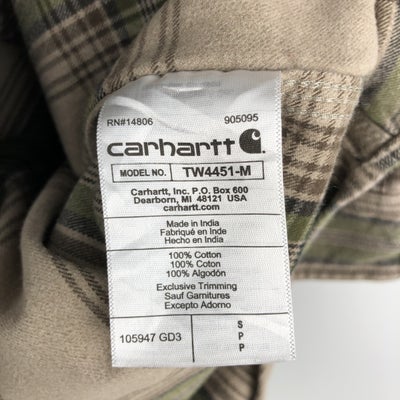 RN#14806 905095
carhartt
MODEL NO. TW4451-M
Carhartt, Inc. P.O. Box 600
Dearborn, MI 48121 USA
carhartt.com
Made in India
Fabriqué en Inde
Hecho en India
100% Cotton
100% Coton
100% Algodón
Exclusive Trimming
Sauf Garnitures
Excepto Adorno
105947 GD3
S
P
P